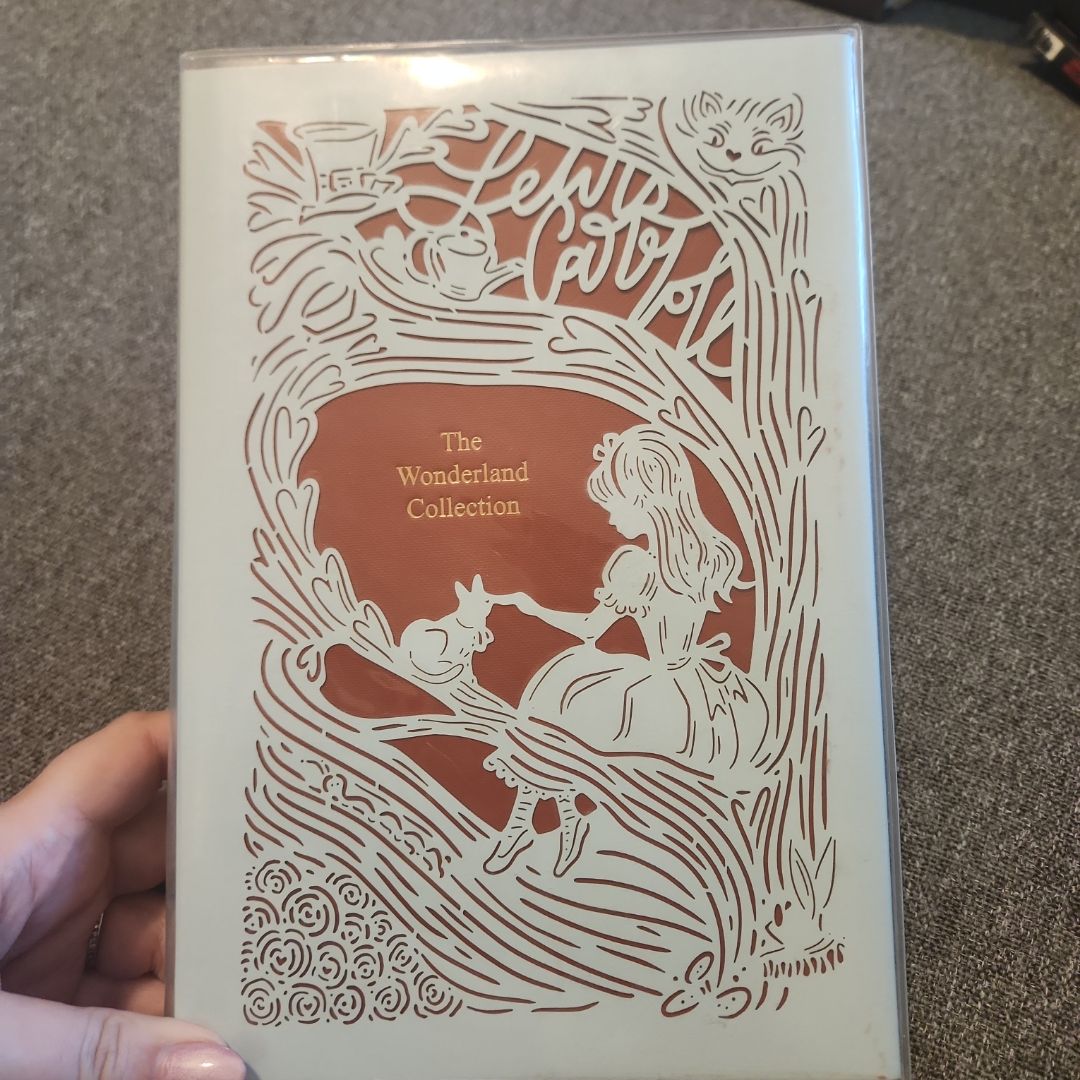 Lewis
Carroll
The
Wonderland
Collection